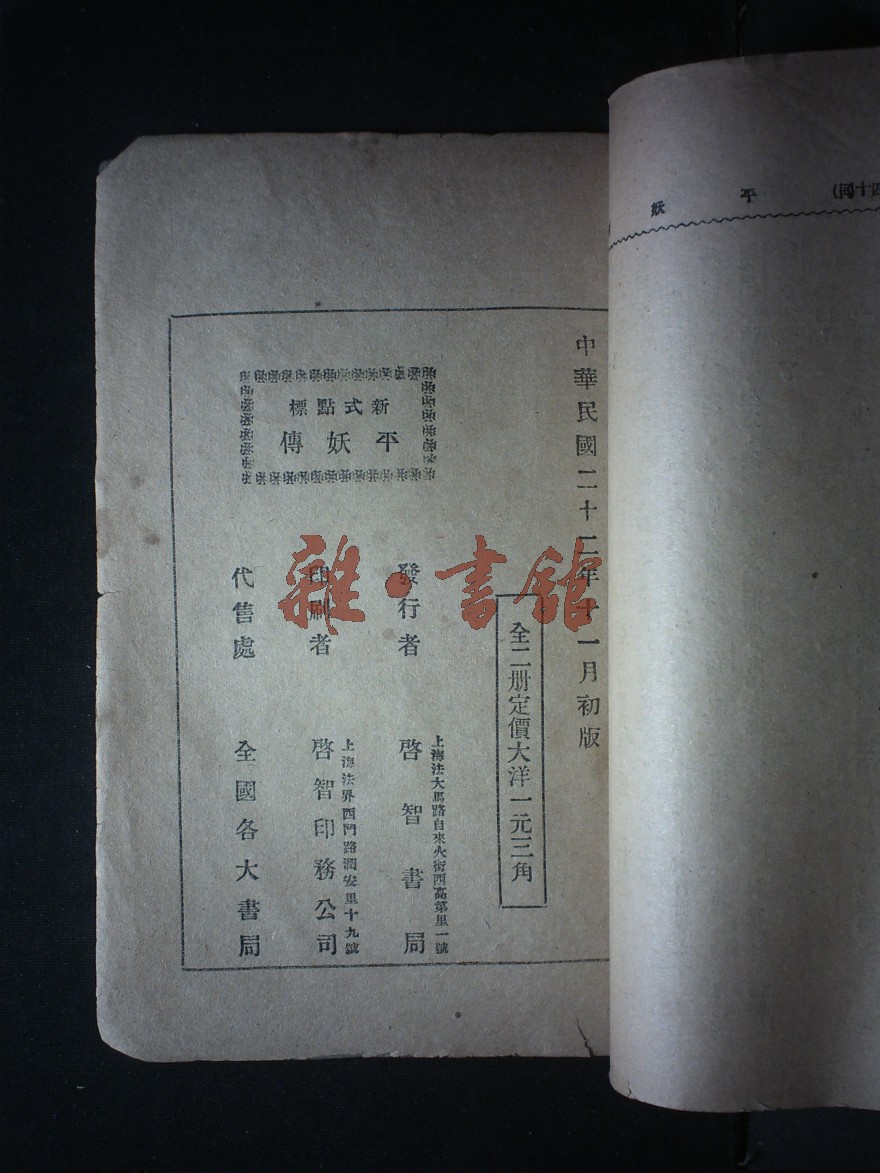 平妖
四十回)
中華民國二十二年十一月初版
全二册定價大洋一元三角
新式點標
平妖傳
發行者
上海法大馬路自來火街西高第里一號
啓智書局
印刷者
上海法界西門路潤安里十九號
啓智印務公司
代售處
全國各大書局
雜·書館